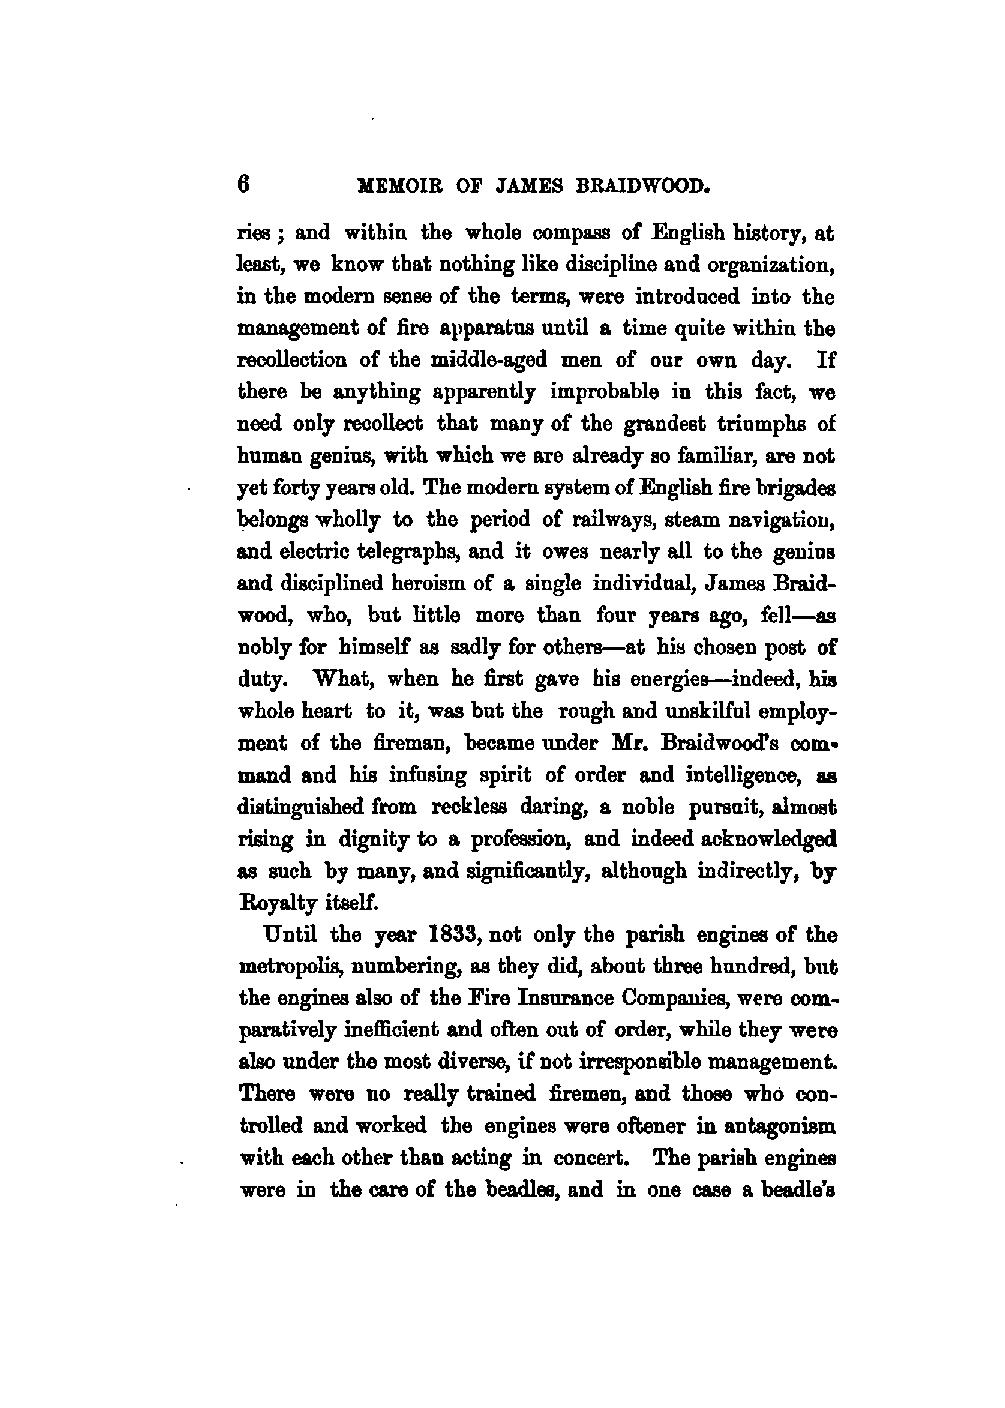 6 MEMOIR OF JAMES BRAIDWOOD.
ries ; and within the whole compass of English history, at
least, we know that nothing like discipline and organization,
in the modern sense of the terms, were introduced into the
management of fire apparatus until a time quite within the
recollection of the middle-aged men of our own day. If
there be anything apparently improbable in this fact, we
need only recollect that many of the grandest triumphs of
human genius, with which we are already so familiar, are not
yet forty years old. The modern system of English fire brigades
belongs wholly to the period of railways, steam navigation,
and electric telegraphs, and it owes nearly all to the genius
and disciplined heroism of a single individual, James Braid-
wood, who, but little more than four years ago, fell—as
nobly for himself as sadly for others—at his chosen post of
duty. What, when he first gave his energies—indeed, his
whole heart to it, was but the rough and unskilful employ-
ment of the fireman, became under Mr. Braidwood's com-
mand and his infusing spirit of order and intelligence, as
distinguished from reckless daring, a noble pursuit, almost
rising in dignity to a profession, and indeed acknowledged
as such by many, and significantly, although indirectly, by
Royalty itself.
Until the year 1833, not only the parish engines of the
metropolis, numbering, as they did, about three hundred, but
the engines also of the Fire Insurance Companies, were com-
paratively inefficient and often out of order, while they were
also under the most diverse, if not irresponsible management.
There were no really trained firemen, and those who con-
trolled and worked the engines were oftener in antagonism
with each other than acting in concert. The parish engines
were in the care of the beadles, and in one case a beadle's